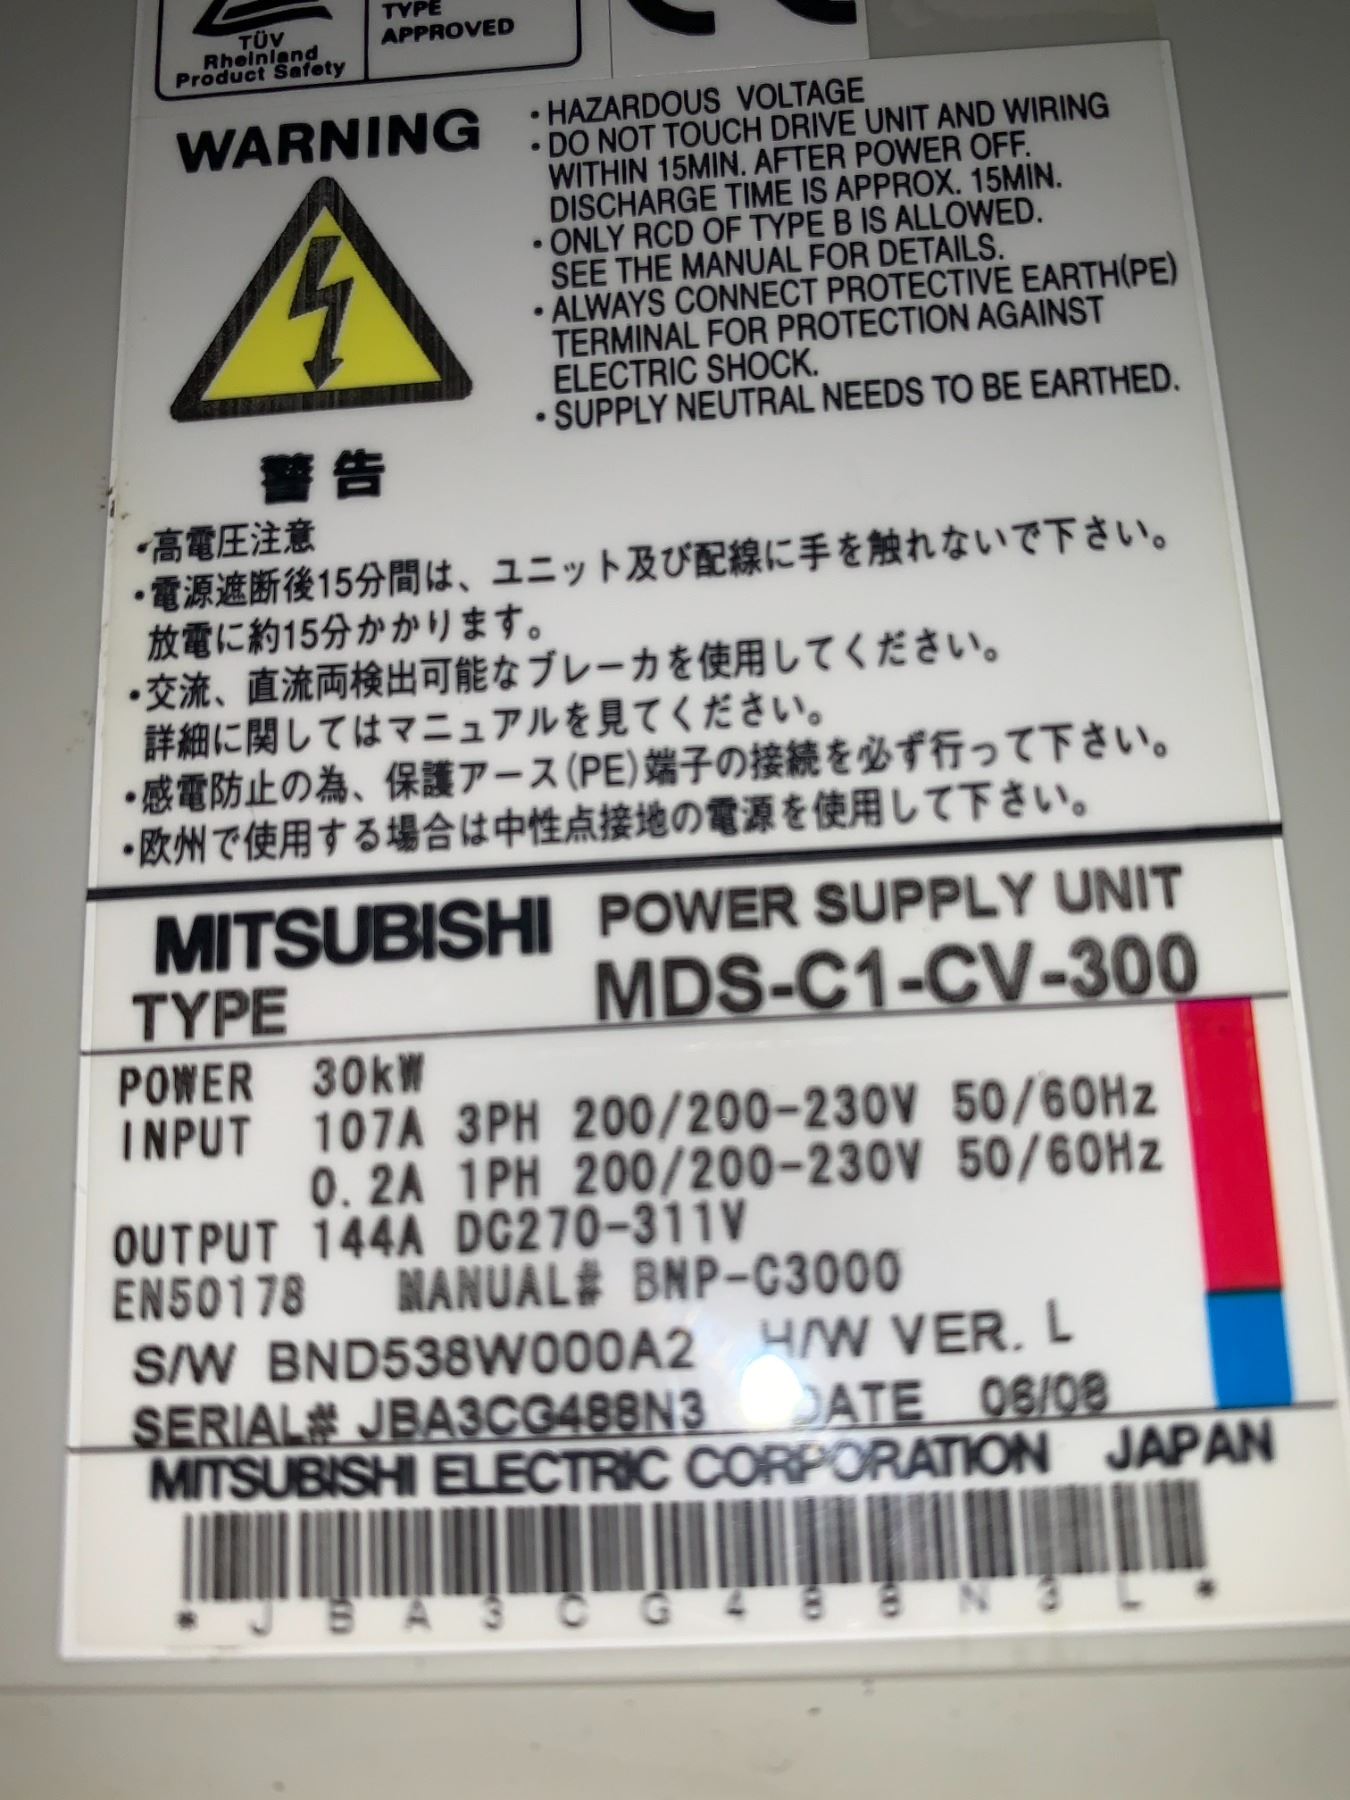 TÜV
Rheinland
Product Safety
TYPE
APPROVED
CE
WARNING
・HAZARDOUS VOLTAGE
・DO NOT TOUCH DRIVE UNIT AND WIRING
WITHIN 15MIN. AFTER POWER OFF.
DISCHARGE TIME IS APPROX. 15MIN.
・ONLY RCD OF TYPE B IS ALLOWED.
SEE THE MANUAL FOR DETAILS.
・ALWAYS CONNECT PROTECTIVE EARTH(PE)
TERMINAL FOR PROTECTION AGAINST
ELECTRIC SHOCK.
・SUPPLY NEUTRAL NEEDS TO BE EARTHED.
警告
・高電圧注意
・電源遮断後15分間は、ユニット及び配線に手を触れないで下さい。
放電に約15分かかります。
・交流、直流両検出可能なブレーカを使用してください。
詳細に関してはマニュアルを見てください。
・感電防止の為、保護アース(PE)端子の接続を必ず行って下さい。
・欧州で使用する場合は中性点接地の電源を使用して下さい。
MITSUBISHI POWER SUPPLY UNIT
TYPE MDS-C1-CV-300
POWER 30kW
INPUT 107A 3PH 200/200-230V 50/60Hz
0.2A 1PH 200/200-230V 50/60Hz
OUTPUT 144A DC270-311V
EN50178 MANUAL# BNP-C3000
S/W BND538W000A2 H/W VER. L
SERIAL# JBA3CG488N3 DATE 06/08
MITSUBISHI ELECTRIC CORPORATION JAPAN
* J B A 3 C G 4 8 8 N 3 L *